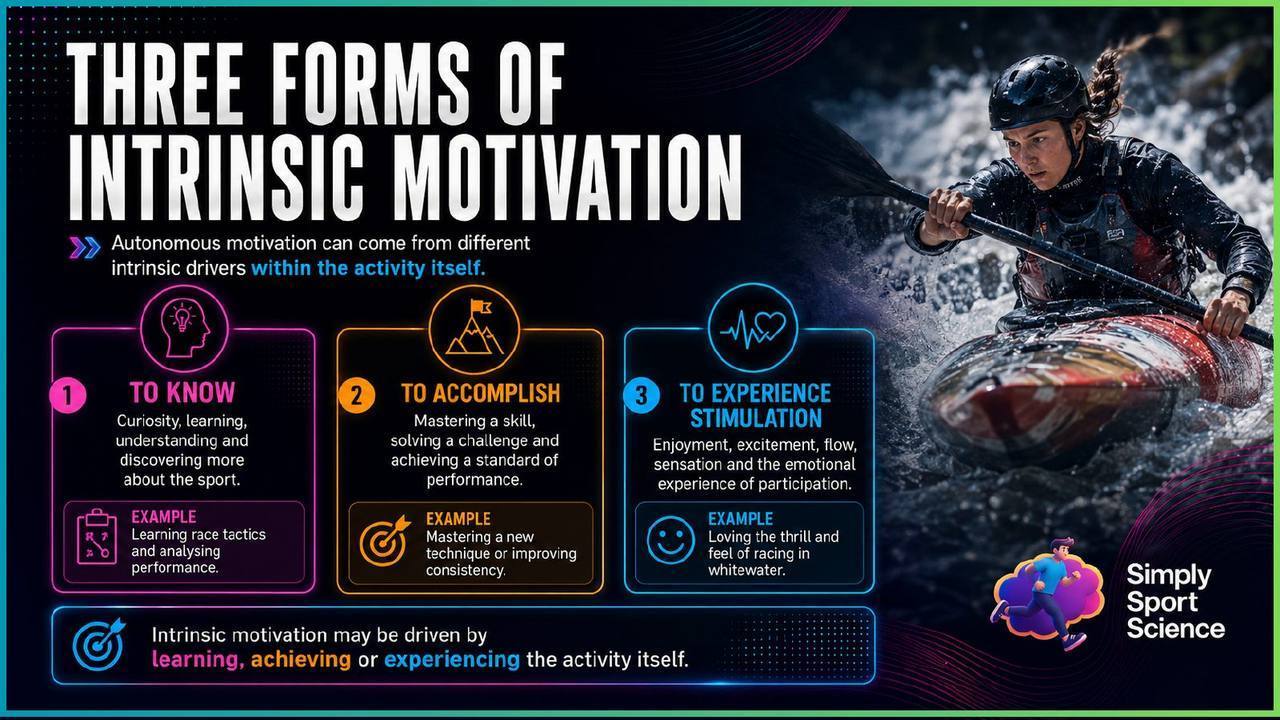 THREE FORMS OF
INTRINSIC MOTIVATION
Autonomous motivation can come from different
intrinsic drivers within the activity itself.
1
TO KNOW
Curiosity, learning,
understanding and
discovering more
about the sport.
EXAMPLE
Learning race tactics
and analysing
performance.
2
TO ACCOMPLISH
Mastering a skill,
solving a challenge and
achieving a standard of
performance.
EXAMPLE
Mastering a new
technique or improving
consistency.
3
TO EXPERIENCE
STIMULATION
Enjoyment, excitement, flow,
sensation and the emotional
experience of participation.
EXAMPLE
Loving the thrill and
feel of racing in
whitewater.
Intrinsic motivation may be driven by
learning, achieving or experiencing the activity itself.
Simply
Sport
Science